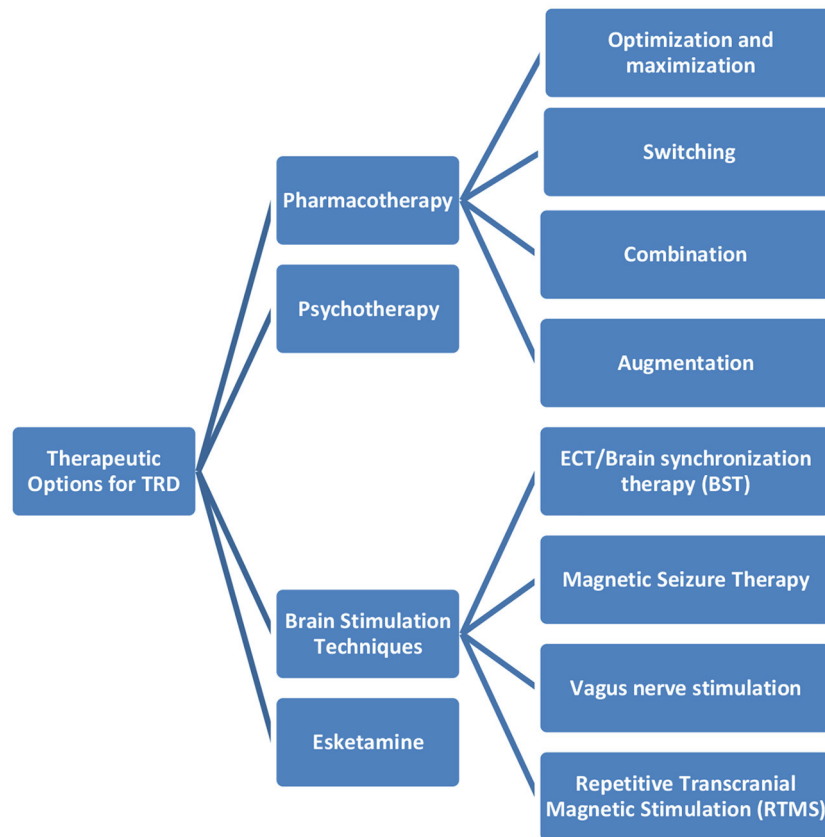 Therapeutic
Options for TRD
Pharmacotherapy
Optimization and
maximization
Switching
Combination
Augmentation
Psychotherapy
Brain Stimulation
Techniques
ECT/Brain synchronization
therapy (BST)
Magnetic Seizure Therapy
Vagus nerve stimulation
Repetitive Transcranial
Magnetic Stimulation (RTMS)
Esketamine